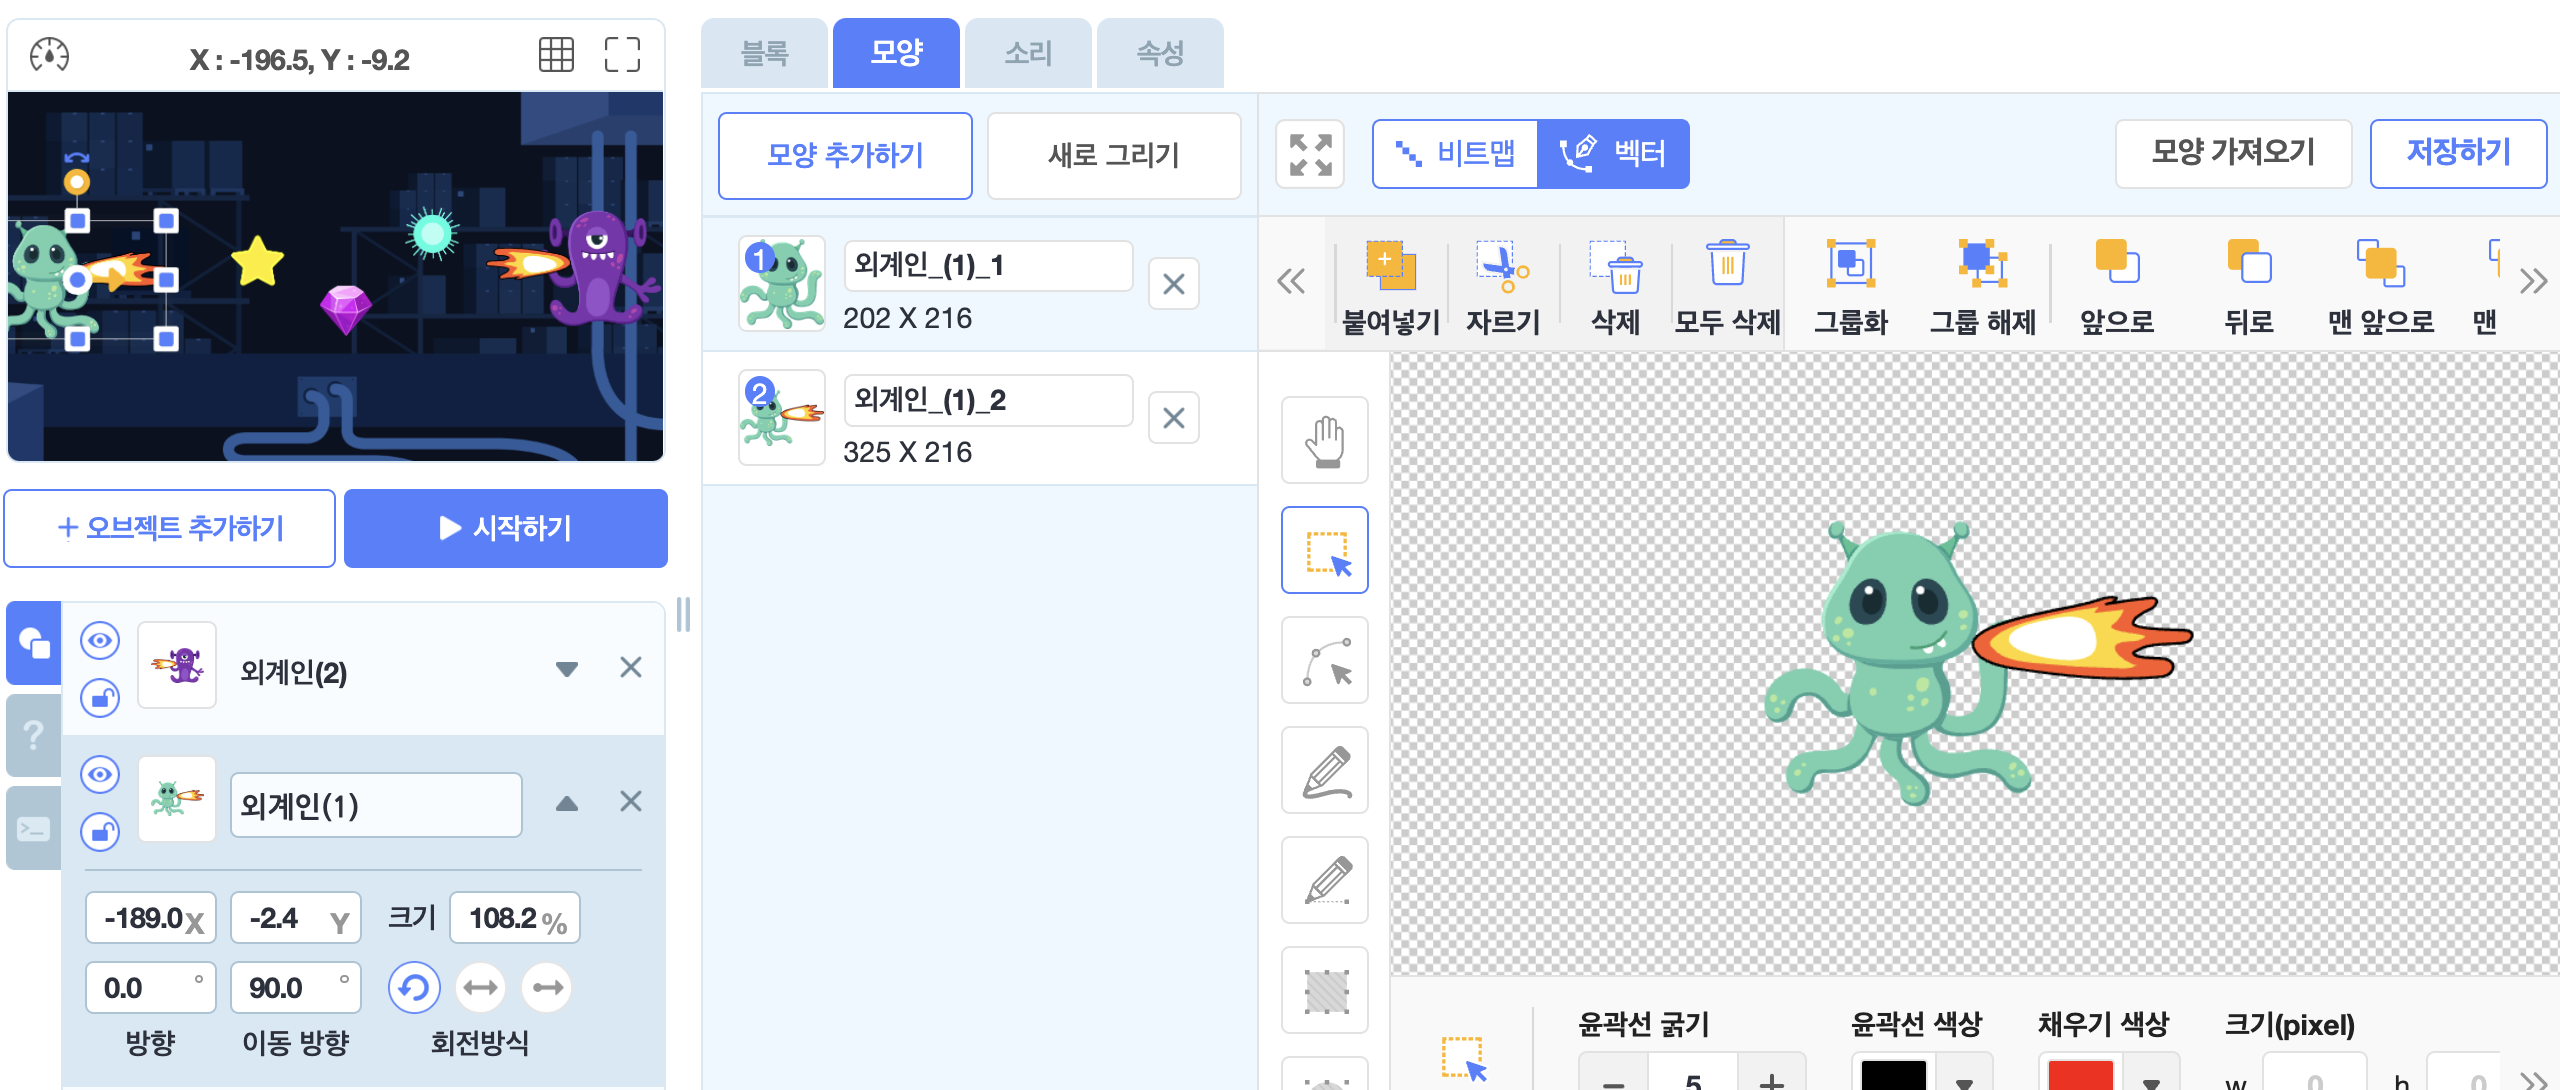 X : -196.5, Y : -9.2
블록
모양
소리
속성
모양 추가하기
새로 그리기
비트맵
벡터
모양 가져오기
저장하기
1
외계인_(1)_1
202 X 216
2
외계인_(1)_2
325 X 216
붙여넣기
자르기
삭제
모두 삭제
그룹화
그룹 해제
앞으로
뒤로
맨 앞으로
맨
+ 오브젝트 추가하기
시작하기
?
외계인(2)
외계인(1)
-189.0 X
-2.4 Y
크기
108.2 %
0.0 °
90.0 °
방향
이동 방향
회전방식
윤곽선 굵기
윤곽선 색상
채우기 색상
크기(pixel)
5
w
0
h
0